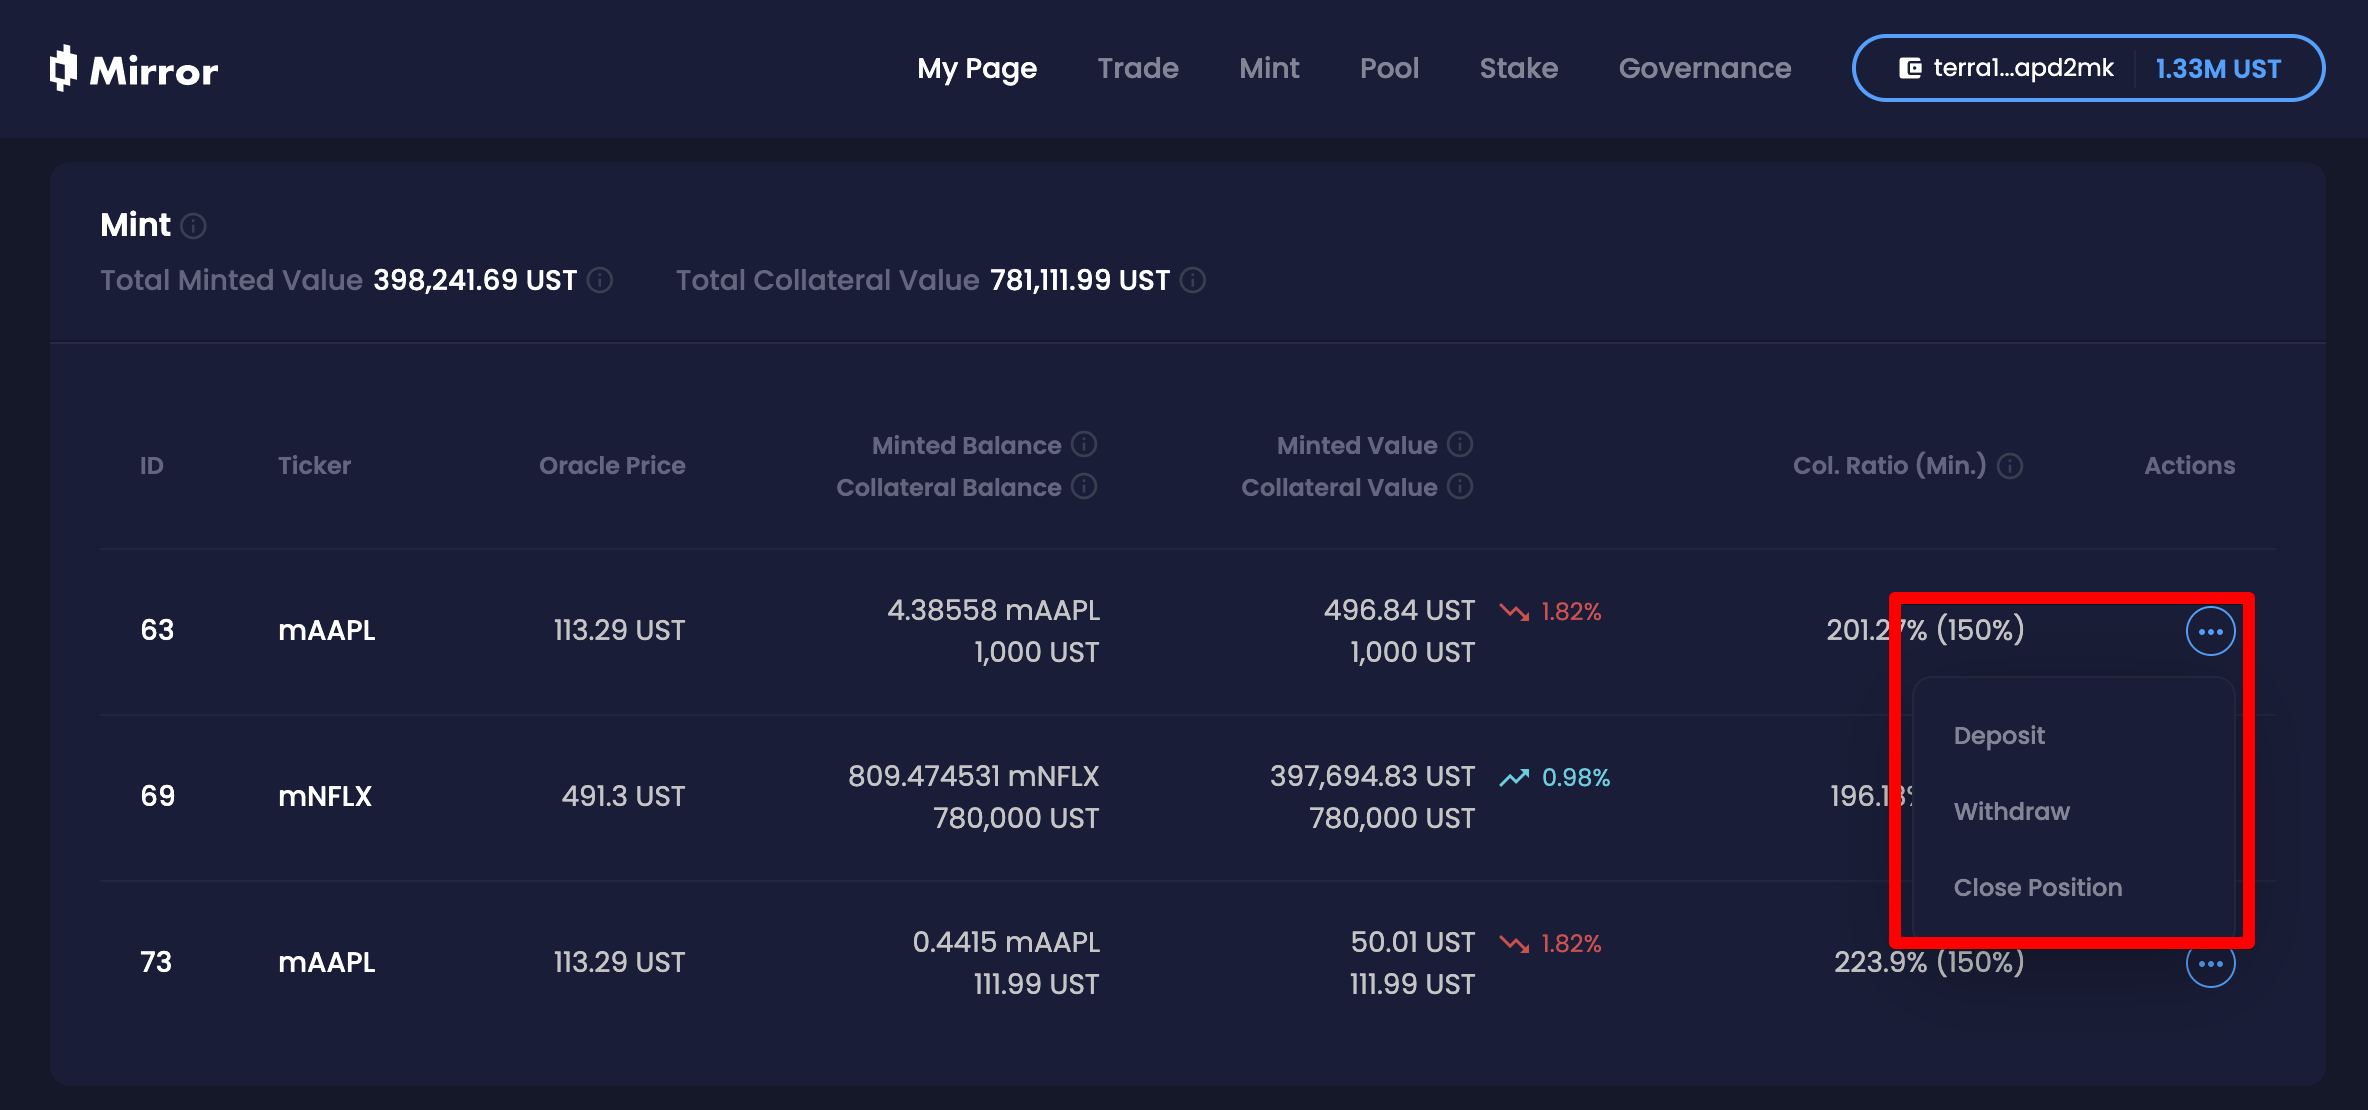 Mirror
My Page Trade Mint Pool Stake Governance terra1...apd2mk 1.33M UST
Mint
Total Minted Value 398,241.69 UST Total Collateral Value 781,111.99 UST
ID Ticker Oracle Price Minted Balance Minted Value Col. Ratio (Min.) Actions
Collateral Balance Collateral Value
63 mAAPL 113.29 UST 4.38558 mAAPL 496.84 UST 1.82% 201.27% (150%)
1,000 UST 1,000 UST
Deposit
Withdraw
Close Position
69 mNFLX 491.3 UST 809.474531 mNFLX 397,694.83 UST 0.98%
780,000 UST 780,000 UST
73 mAAPL 113.29 UST 0.4415 mAAPL 50.01 UST 1.82% 223.9% (150%)
111.99 UST 111.99 UST